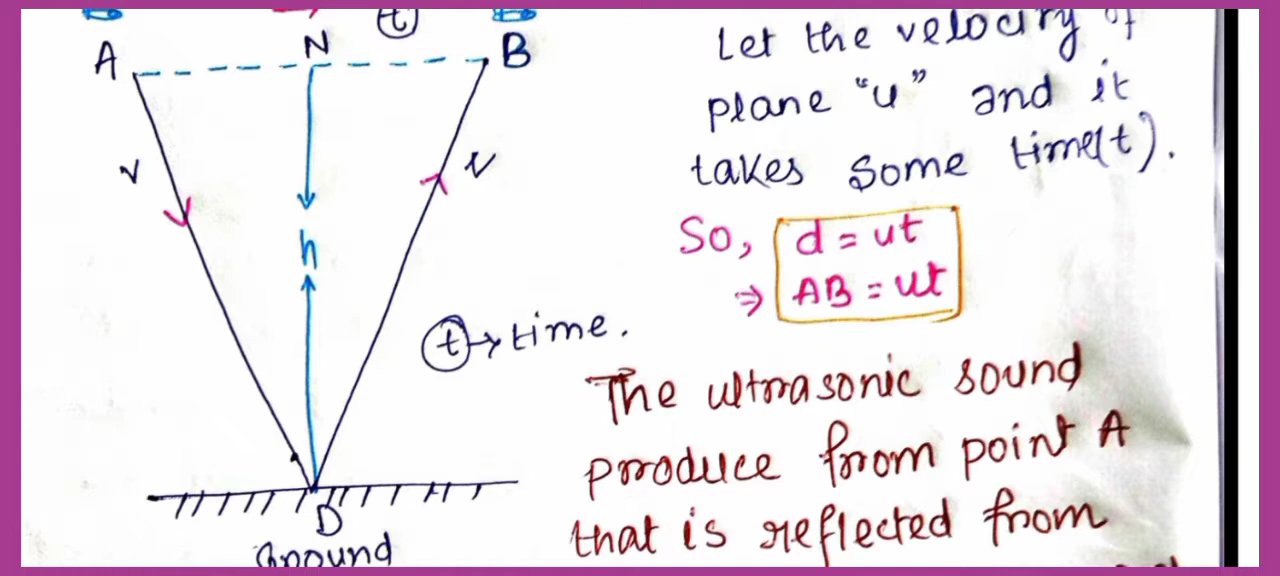 t
A N B
Let the velocity of
plane "u" and it
takes some time(t).
v v
So, d = ut
⇒ AB = ut
h
t → time.
The ultrasonic sound
produce from point A
that is reflected from
D
Ground